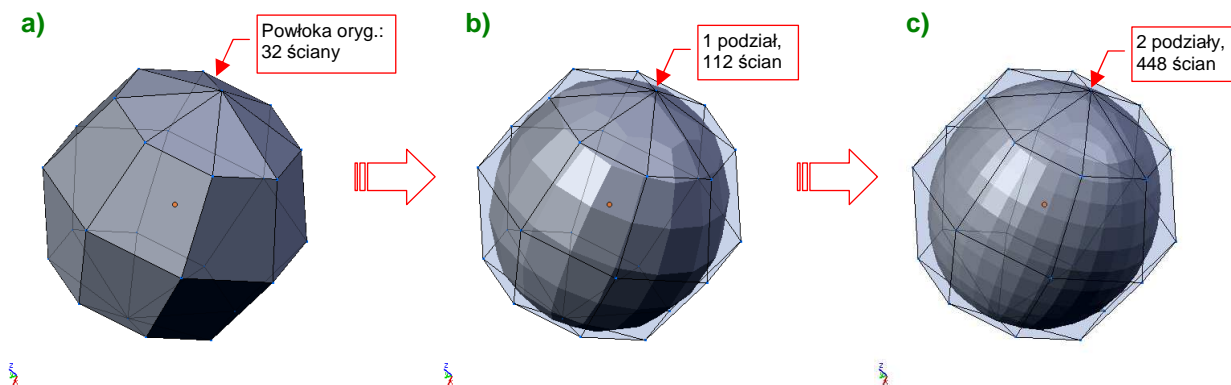 a)
Powłoka oryg.:
32 ściany
b)
1 podział,
112 ścian
c)
2 podziały,
448 ścian